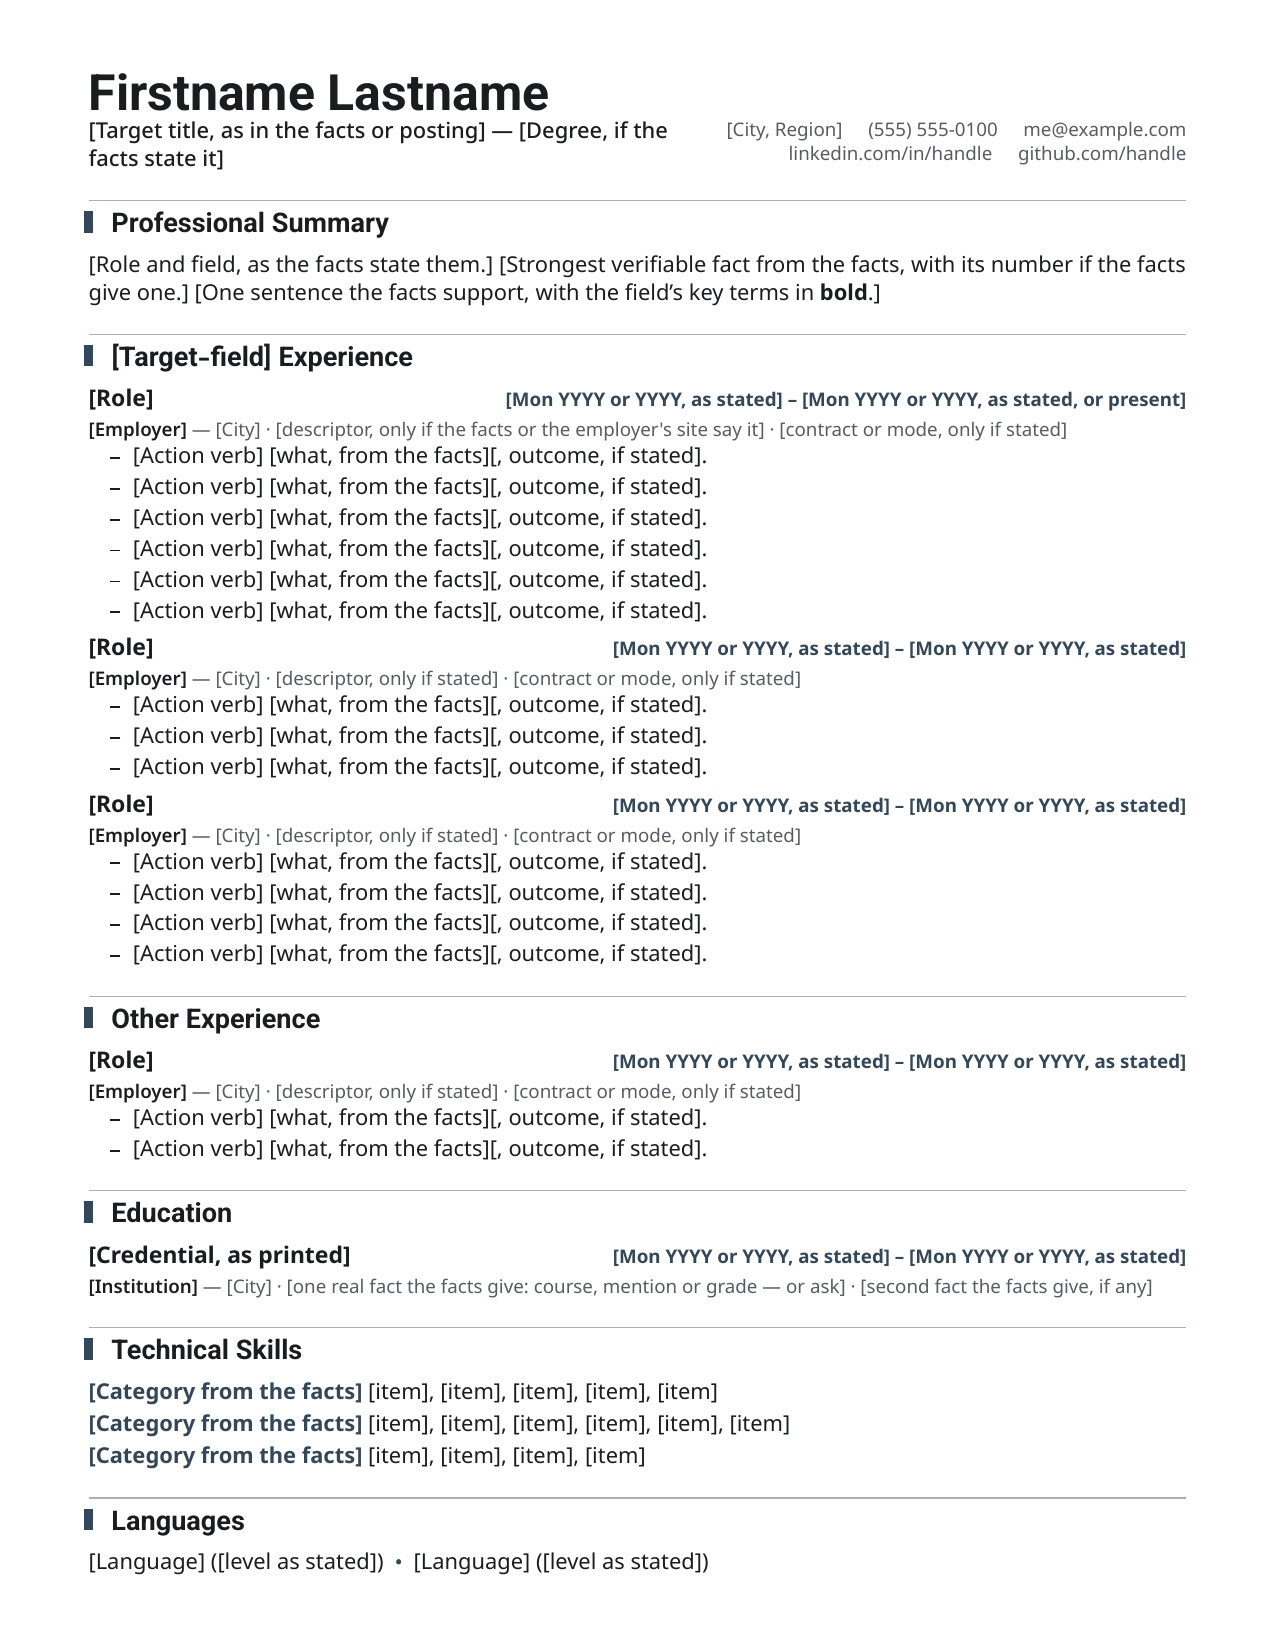 Firstname Lastname
[Target title, as in the facts or posting] — [Degree, if the
facts state it]
[City, Region] (555) 555-0100 me@example.com
linkedin.com/in/handle github.com/handle
Professional Summary
[Role and field, as the facts state them.] [Strongest verifiable fact from the facts, with its number if the facts
give one.] [One sentence the facts support, with the field’s key terms in bold.]
[Target-field] Experience
[Role] [Mon YYYY or YYYY, as stated] – [Mon YYYY or YYYY, as stated, or present]
[Employer] — [City] · [descriptor, only if the facts or the employer's site say it] · [contract or mode, only if stated]
– [Action verb] [what, from the facts][, outcome, if stated].
– [Action verb] [what, from the facts][, outcome, if stated].
– [Action verb] [what, from the facts][, outcome, if stated].
– [Action verb] [what, from the facts][, outcome, if stated].
– [Action verb] [what, from the facts][, outcome, if stated].
– [Action verb] [what, from the facts][, outcome, if stated].
[Role] [Mon YYYY or YYYY, as stated] – [Mon YYYY or YYYY, as stated]
[Employer] — [City] · [descriptor, only if stated] · [contract or mode, only if stated]
– [Action verb] [what, from the facts][, outcome, if stated].
– [Action verb] [what, from the facts][, outcome, if stated].
– [Action verb] [what, from the facts][, outcome, if stated].
[Role] [Mon YYYY or YYYY, as stated] – [Mon YYYY or YYYY, as stated]
[Employer] — [City] · [descriptor, only if stated] · [contract or mode, only if stated]
– [Action verb] [what, from the facts][, outcome, if stated].
– [Action verb] [what, from the facts][, outcome, if stated].
– [Action verb] [what, from the facts][, outcome, if stated].
– [Action verb] [what, from the facts][, outcome, if stated].
Other Experience
[Role] [Mon YYYY or YYYY, as stated] – [Mon YYYY or YYYY, as stated]
[Employer] — [City] · [descriptor, only if stated] · [contract or mode, only if stated]
– [Action verb] [what, from the facts][, outcome, if stated].
– [Action verb] [what, from the facts][, outcome, if stated].
Education
[Credential, as printed] [Mon YYYY or YYYY, as stated] – [Mon YYYY or YYYY, as stated]
[Institution] — [City] · [one real fact the facts give: course, mention or grade — or ask] · [second fact the facts give, if any]
Technical Skills
[Category from the facts] [item], [item], [item], [item], [item]
[Category from the facts] [item], [item], [item], [item], [item], [item]
[Category from the facts] [item], [item], [item], [item]
Languages
[Language] ([level as stated]) • [Language] ([level as stated])